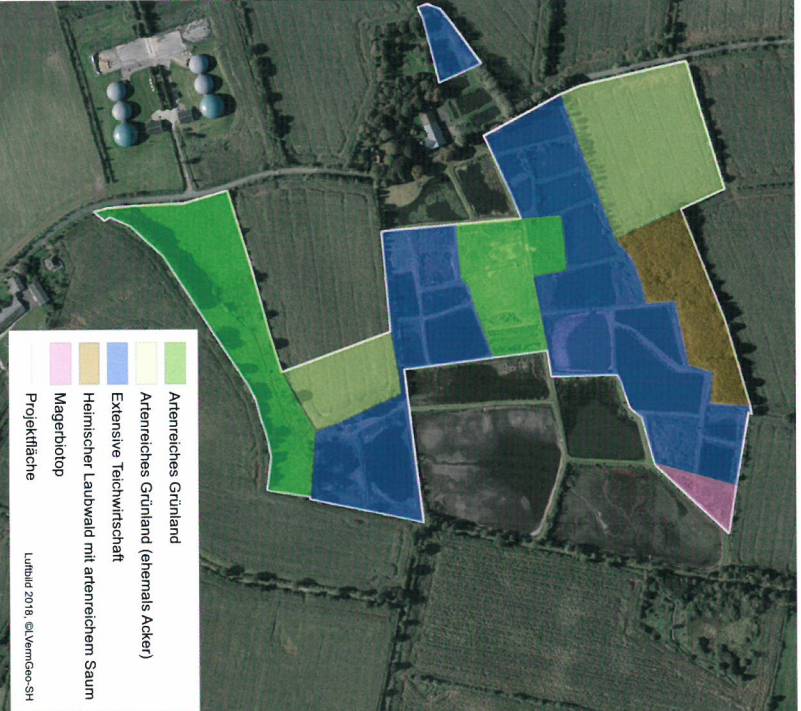 Artenreiches Grünland
Artenreiches Grünland (ehemals Acker)
Extensive Teichwirtschaft
Heimischer Laubwald mit artenreichem Saum
Magerbiotop
Projektfläche
Luftbild 2018, ©LVermGeo-SH